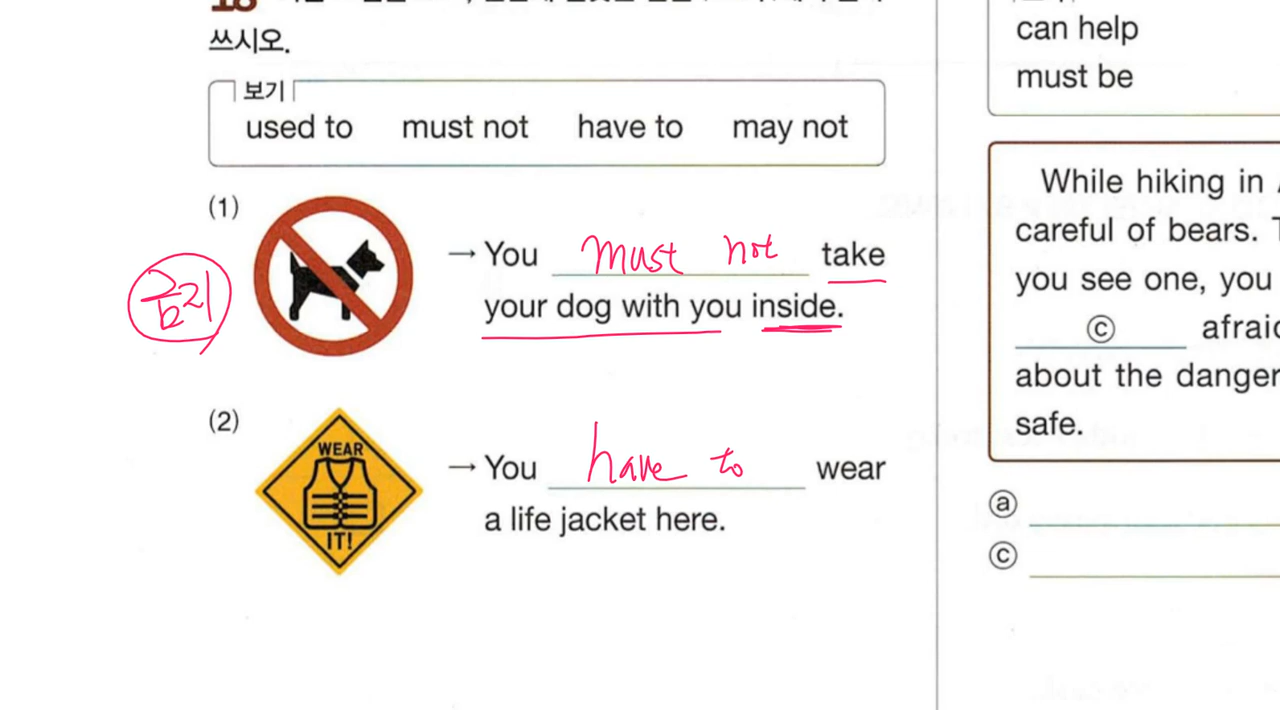 18
쓰시오.
보기
used to must not have to may not
(1)
→ You must not take
your dog with you inside.
금지
(2)
WEAR
IT!
→ You have to wear
a life jacket here.
can help
must be
While hiking in
careful of bears.
you see one, you
ⓒ
about the danger
safe.
ⓐ
ⓒ